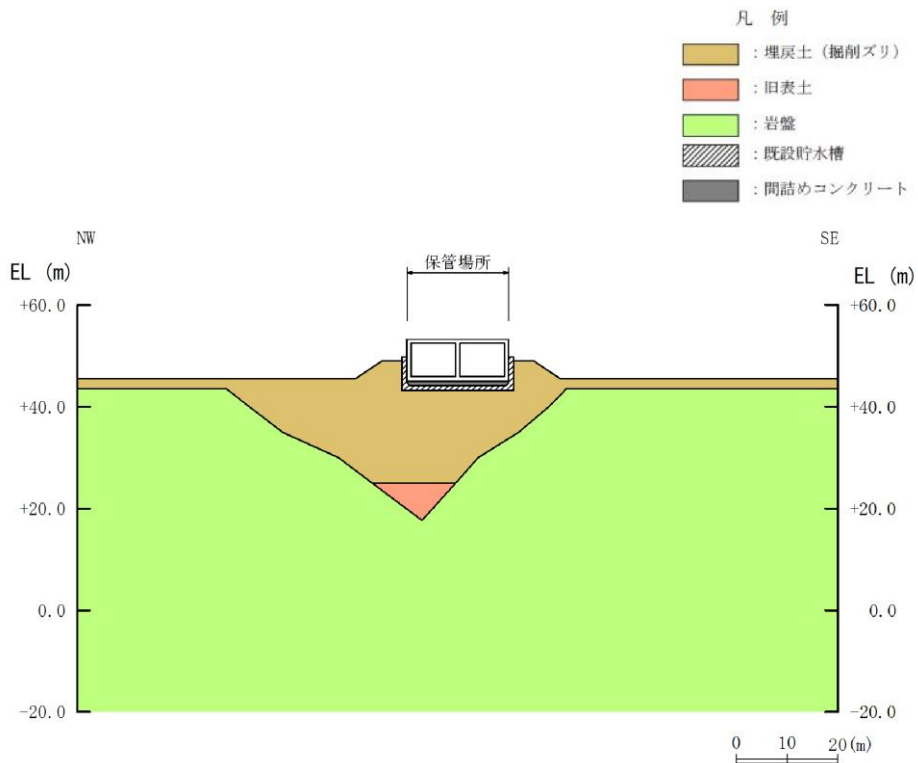 凡 例
：埋戻土（掘削ズリ）
：旧表土
：岩盤
：既設貯水槽
：間詰めコンクリート
NW
SE
EL (m)
EL (m)
保管場所
+60.0
+60.0
+40.0
+40.0
+20.0
+20.0
0.0
0.0
-20.0
-20.0
0 10 20(m)